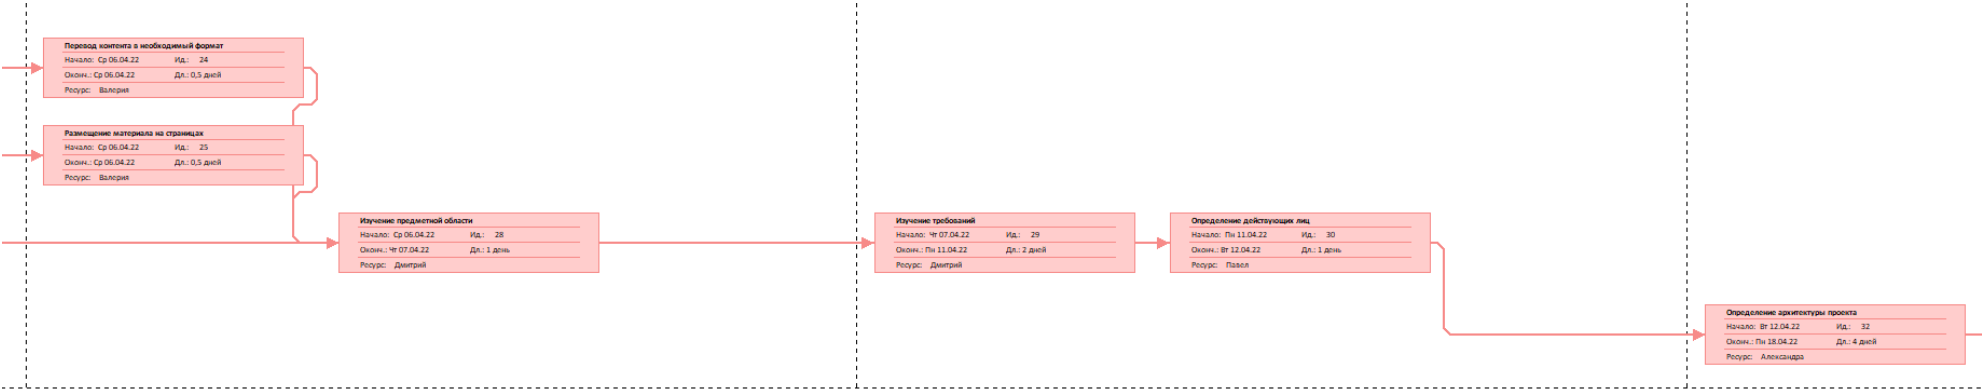 Перевод контента в необходимый формат
Начало: Ср 06.04.22 Ид.: 24
Оконч.: Ср 06.04.22 Дл.: 0,5 дней
Ресурс: Валерия
Размещение материала на страницах
Начало: Ср 06.04.22 Ид.: 25
Оконч.: Ср 06.04.22 Дл.: 0,5 дней
Ресурс: Валерия
Изучение предметной области
Начало: Ср 06.04.22 Ид.: 28
Оконч.: Чт 07.04.22 Дл.: 1 день
Ресурс: Дмитрий
Изучение требований
Начало: Чт 07.04.22 Ид.: 29
Оконч.: Пн 11.04.22 Дл.: 2 дней
Ресурс: Дмитрий
Определение действующих лиц
Начало: Пн 11.04.22 Ид.: 30
Оконч.: Вт 12.04.22 Дл.: 1 день
Ресурс: Павел
Определение архитектуры проекта
Начало: Вт 12.04.22 Ид.: 32
Оконч.: Пн 18.04.22 Дл.: 4 дней
Ресурс: Александра